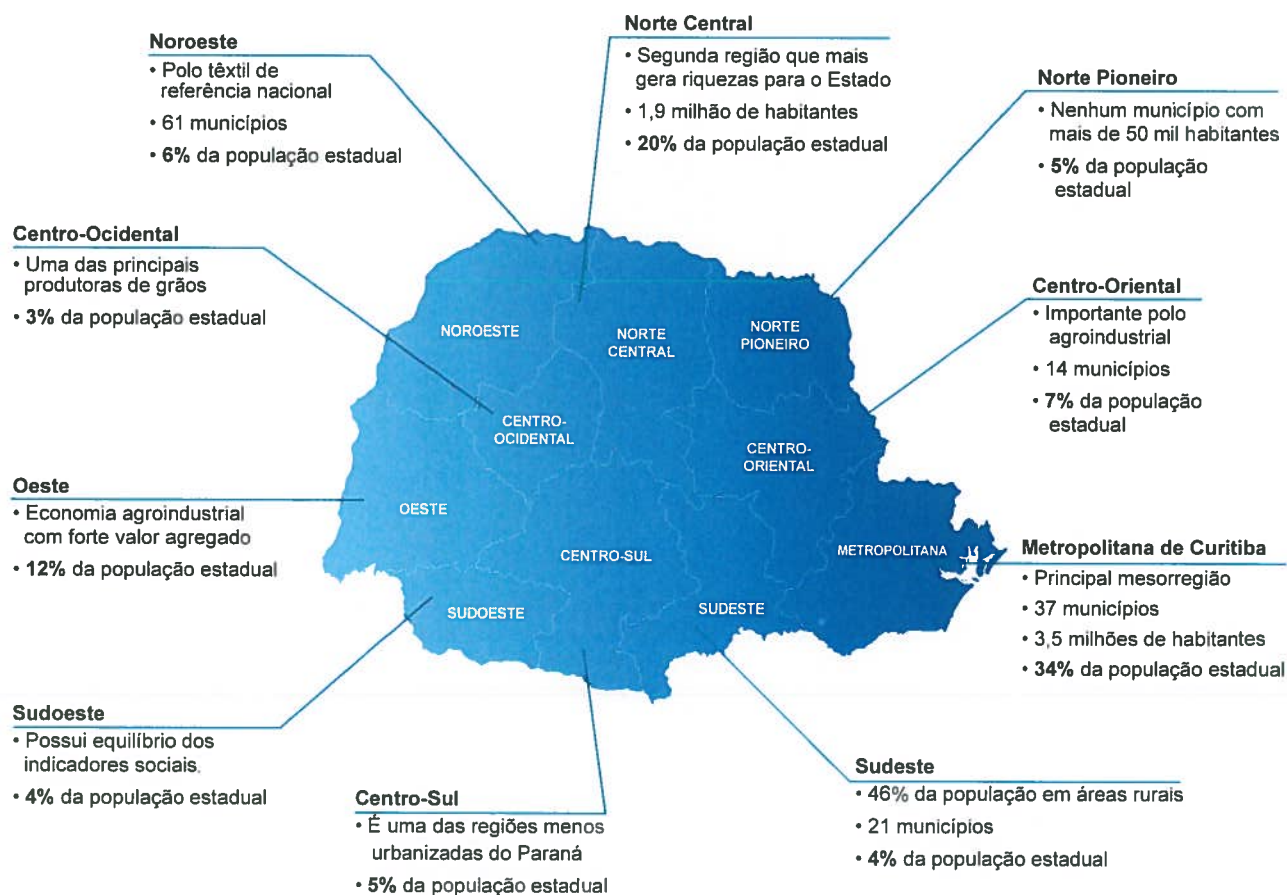 Noroeste
• Polo têxtil de
referência nacional
• 61 municípios
• 6% da população estadual
Norte Central
• Segunda região que mais
gera riquezas para o Estado
• 1,9 milhão de habitantes
• 20% da população estadual
Norte Pioneiro
• Nenhum município com
mais de 50 mil habitantes
• 5% da população
estadual
Centro-Ocidental
• Uma das principais
produtoras de grãos
• 3% da população estadual
Centro-Oriental
• Importante polo
agroindustrial
• 14 municípios
• 7% da população
estadual
NOROESTE
NORTE
CENTRAL
NORTE
PIONEIRO
CENTRO-
OCIDENTAL
CENTRO-
ORIENTAL
OESTE
CENTRO-SUL
METROPOLITANA
SUDOESTE
SUDESTE
Oeste
• Economia agroindustrial
com forte valor agregado
• 12% da população estadual
Metropolitana de Curitiba
• Principal mesorregião
• 37 municípios
• 3,5 milhões de habitantes
• 34% da população estadual
Sudoeste
• Possui equilíbrio dos
indicadores sociais.
• 4% da população estadual
Centro-Sul
• É uma das regiões menos
urbanizadas do Paraná
• 5% da população estadual
Sudeste
• 46% da população em áreas rurais
• 21 municípios
• 4% da população estadual